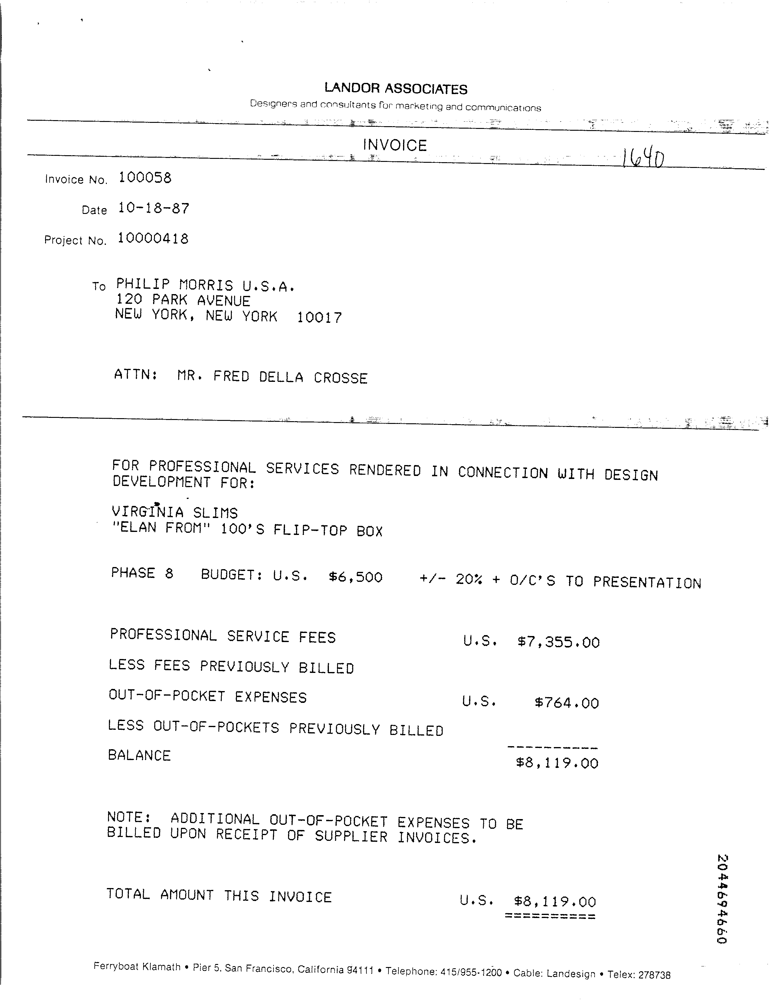 LANDOR ASSOCIATES
Designers and consultants for marketing and communications
INVOICE
1640
Invoice No. 100058
Date 10-18-87
Project No. 10000418
To PHILIP MORRIS U.S.A.
120 PARK AVENUE
NEW YORK, NEW YORK 10017
ATTN: MR. FRED DELLA CROSSE
FOR PROFESSIONAL SERVICES RENDERED IN CONNECTION WITH DESIGN
DEVELOPMENT FOR:
VIRGINIA SLIMS
"ELAN FROM" 100'S FLIP-TOP BOX
PHASE 8 BUDGET: U.S. $6,500 +/- 20% + O/C'S TO PRESENTATION
PROFESSIONAL SERVICE FEES U.S. $7,355.00
LESS FEES PREVIOUSLY BILLED
OUT-OF-POCKET EXPENSES U.S. $764.00
LESS OUT-OF-POCKETS PREVIOUSLY BILLED
----------
BALANCE $8,119.00
NOTE: ADDITIONAL OUT-OF-POCKET EXPENSES TO BE
BILLED UPON RECEIPT OF SUPPLIER INVOICES.
TOTAL AMOUNT THIS INVOICE U.S. $8,119.00
==========
2044694660
Ferryboat Klamath • Pier 5, San Francisco, California 94111 • Telephone: 415/955-1200 • Cable: Landesign • Telex: 278738